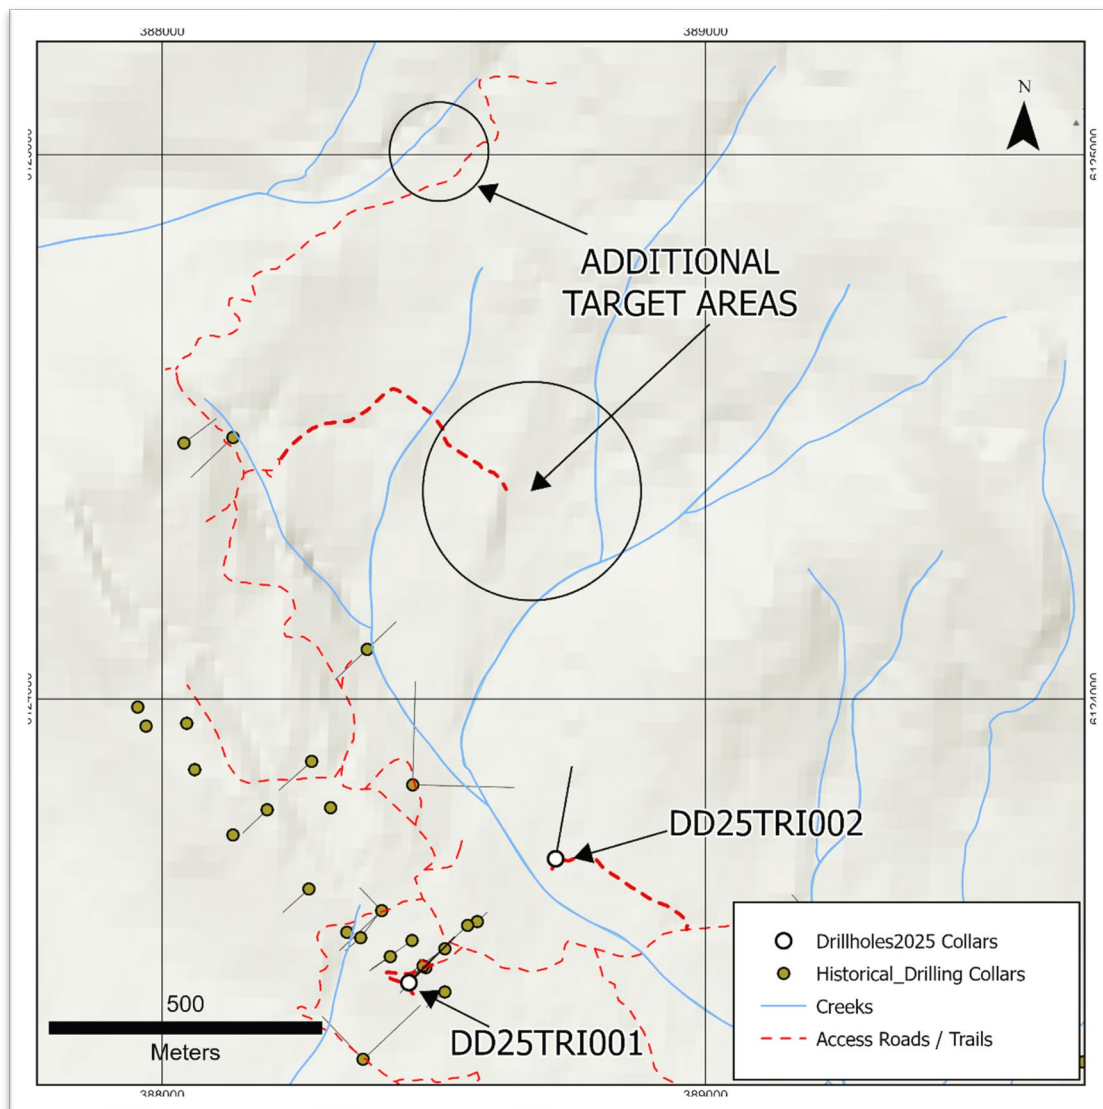 388000
389000
N
ADDITIONAL
TARGET AREAS
DD25TRI002
DD25TRI001
500
Meters
Drillholes2025 Collars
Historical_Drilling Collars
Creeks
Access Roads / Trails
388000
389000